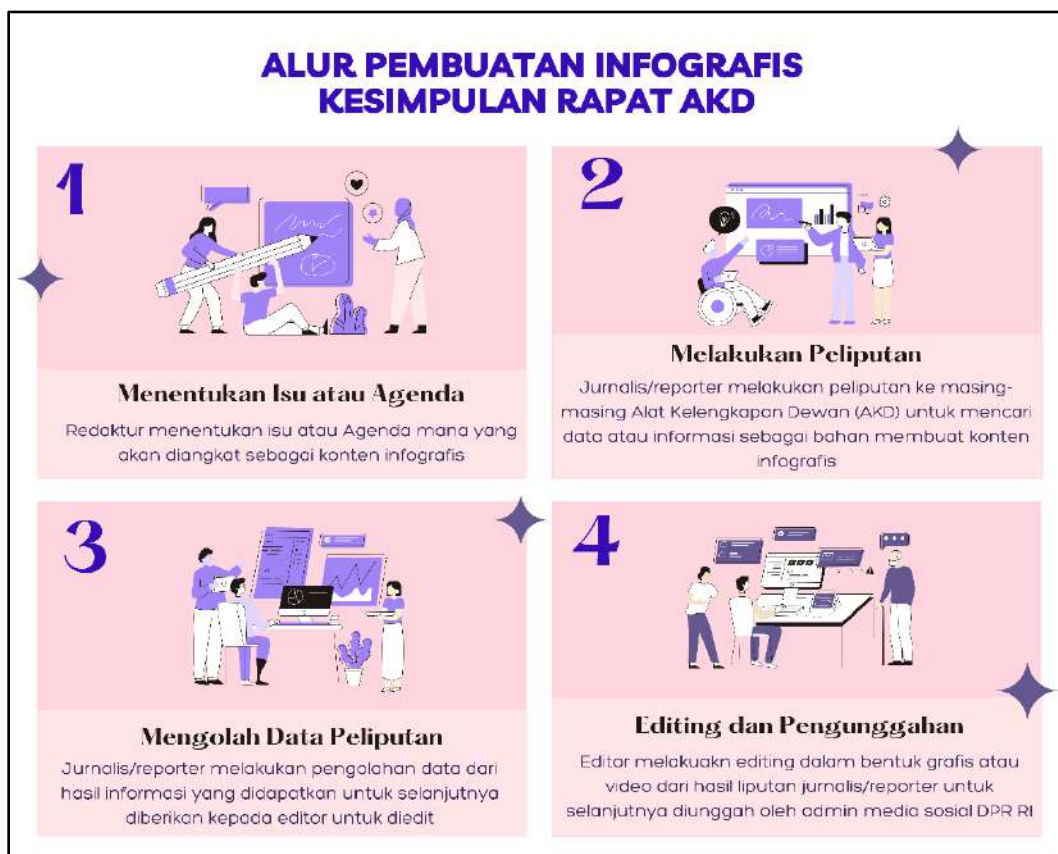 ALUR PEMBUATAN INFOGRAFIS
KESIMPULAN RAPAT AKD
1
Menentukan Isu atau Agenda
Redaktur menentukan isu atau Agenda mana yang
akan diangkat sebagai konten infografis
2
Melakukan Peliputan
Jurnalis/reporter melakukan peliputan ke masing-
masing Alat Kelengkapan Dewan (AKD) untuk mencari
data atau informasi sebagai bahan membuat konten
infografis
3
Mengolah Data Peliputan
Jurnalis/reporter melakukan pengolahan data dari
hasil informasi yang didapatkan untuk selanjutnya
diberikan kepada editor untuk diedit
4
Editing dan Pengunggahan
Editor melakuakn editing dalam bentuk grafis atau
video dari hasil liputan jurnalis/reporter untuk
selanjutnya diunggah oleh admin media sosial DPR RI